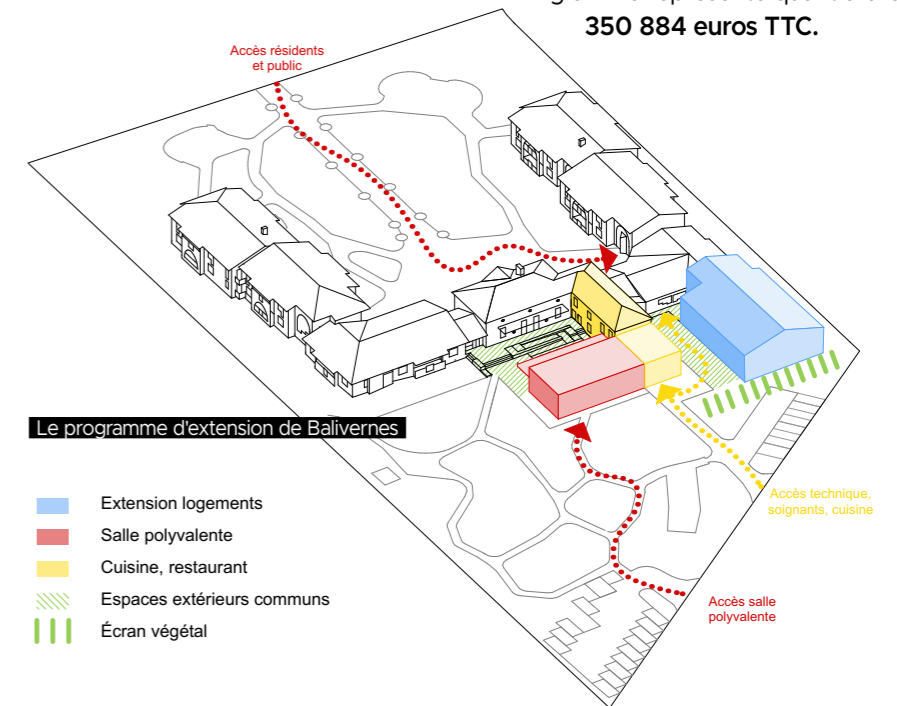 350 884 euros TTC.
Accès résidents
et public
Le programme d'extension de Balivernes
Extension logements
Salle polyvalente
Cuisine, restaurant
Espaces extérieurs communs
Écran végétal
Accès technique,
soignants, cuisine
Accès salle
polyvalente